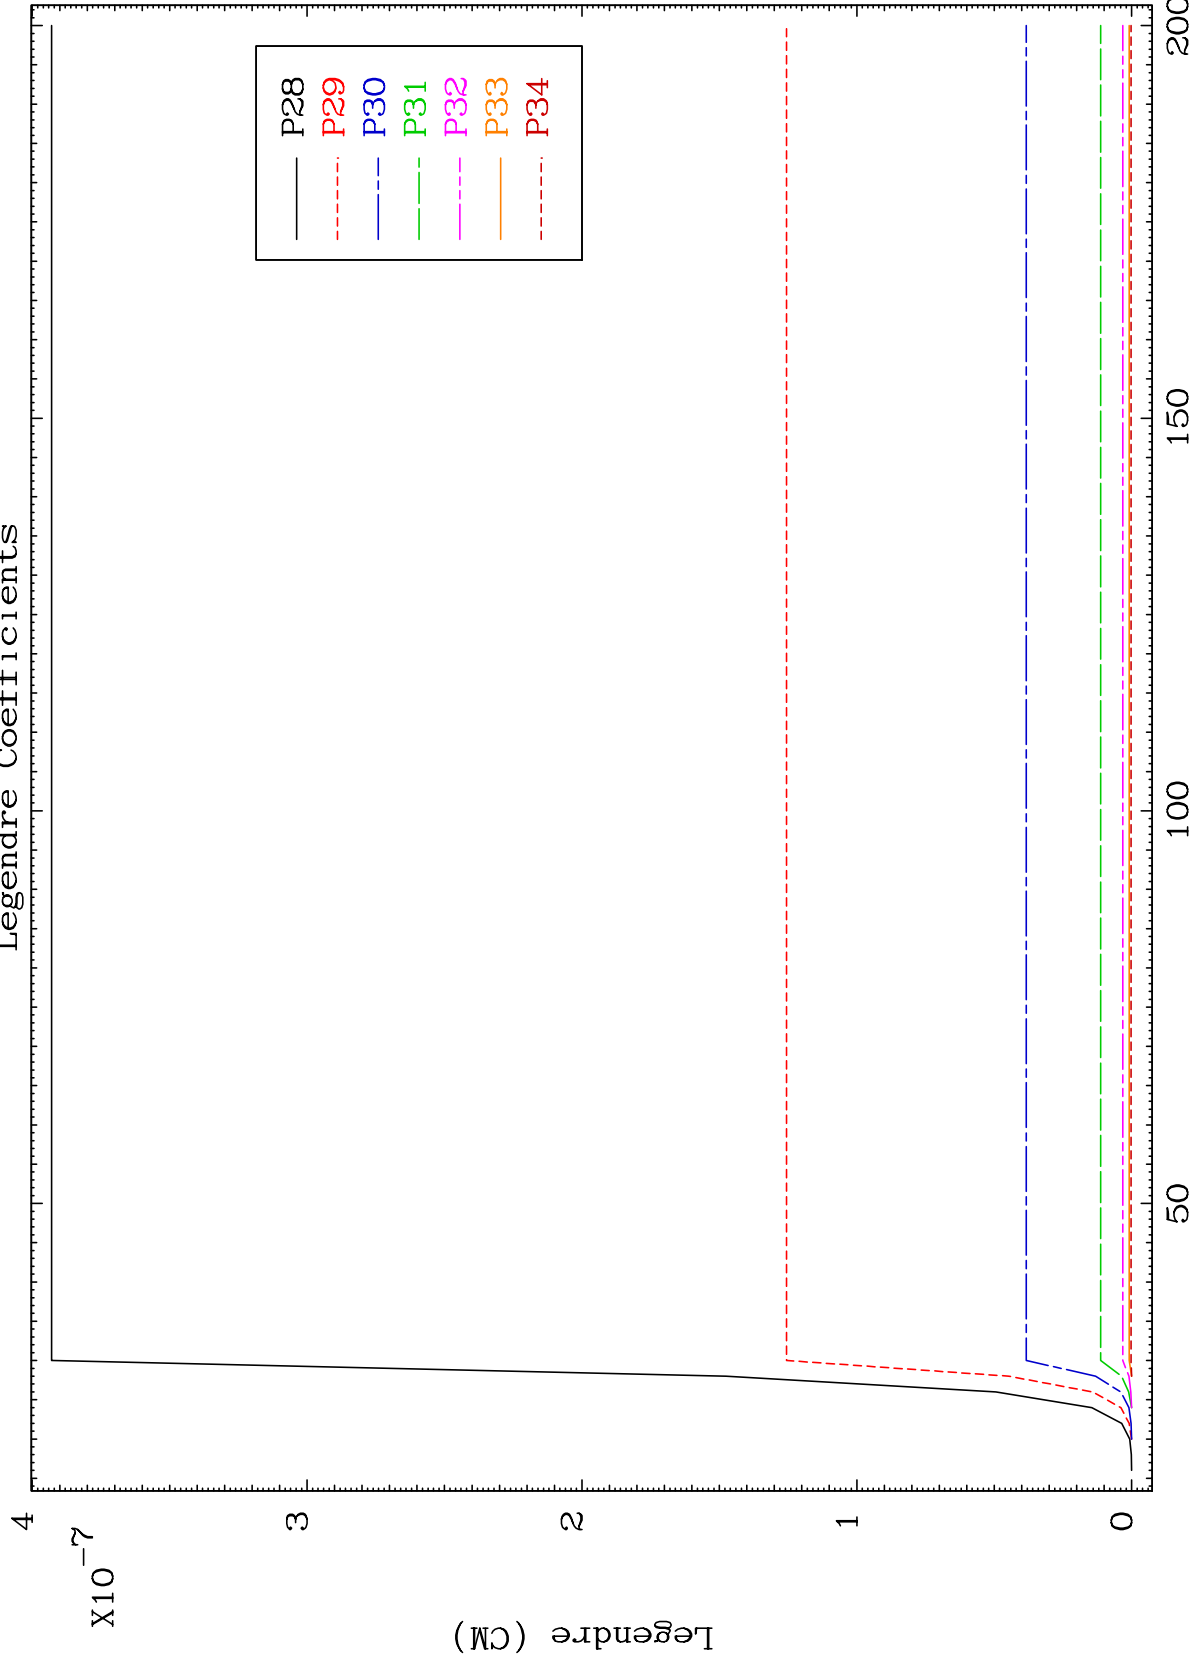 Legendre Coefficients
P28
P29
P30
P31
P32
P33
P34
4
3
2
1
0
X10-7
Legendre (CM)
50
100
150
200